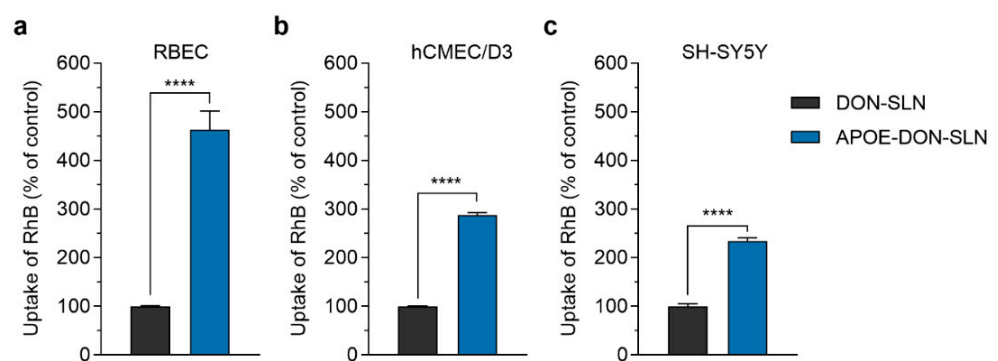 a
RBEC
Uptake of RhB (% of control)
600
500
400
300
200
100
0
****
b
hCMEC/D3
Uptake of RhB (% of control)
600
500
400
300
200
100
0
****
c
SH-SY5Y
Uptake of RhB (% of control)
600
500
400
300
200
100
0
****
DON-SLN
APOE-DON-SLN